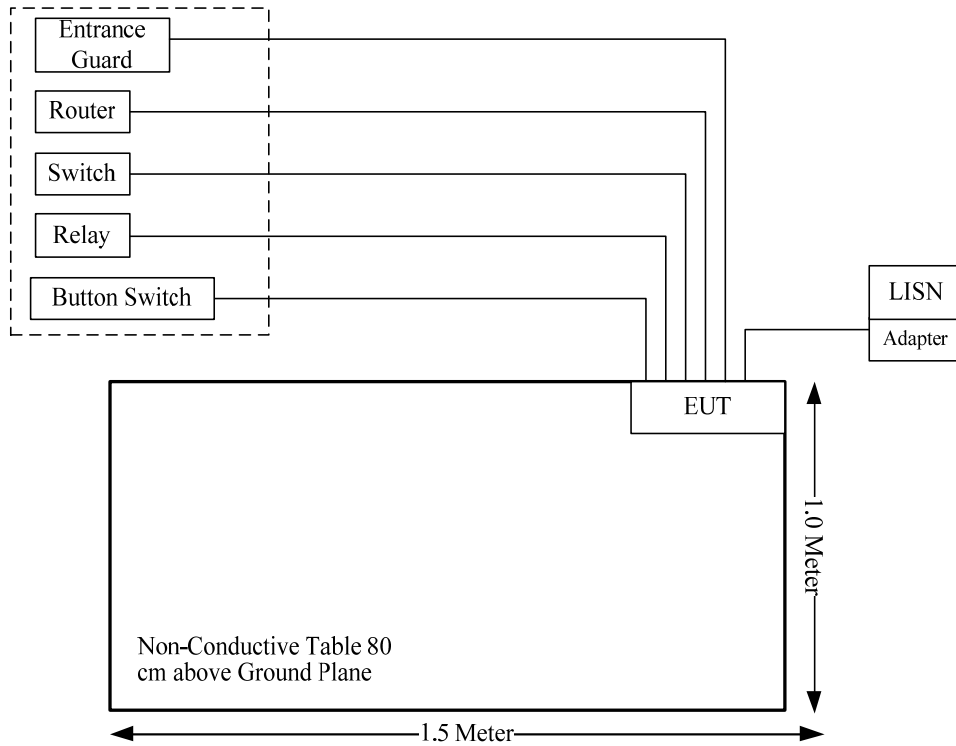 Entrance
Guard
Router
Switch
Relay
Button Switch
LISN
Adapter
EUT
1.0 Meter
Non-Conductive Table 80
cm above Ground Plane
1.5 Meter